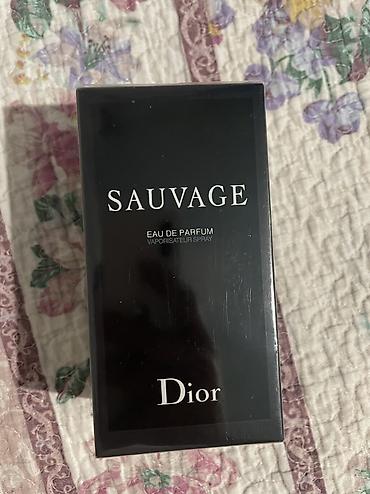 SAUVAGE
EAU DE PARFUM
VAPORISATEUR SPRAY
Dior